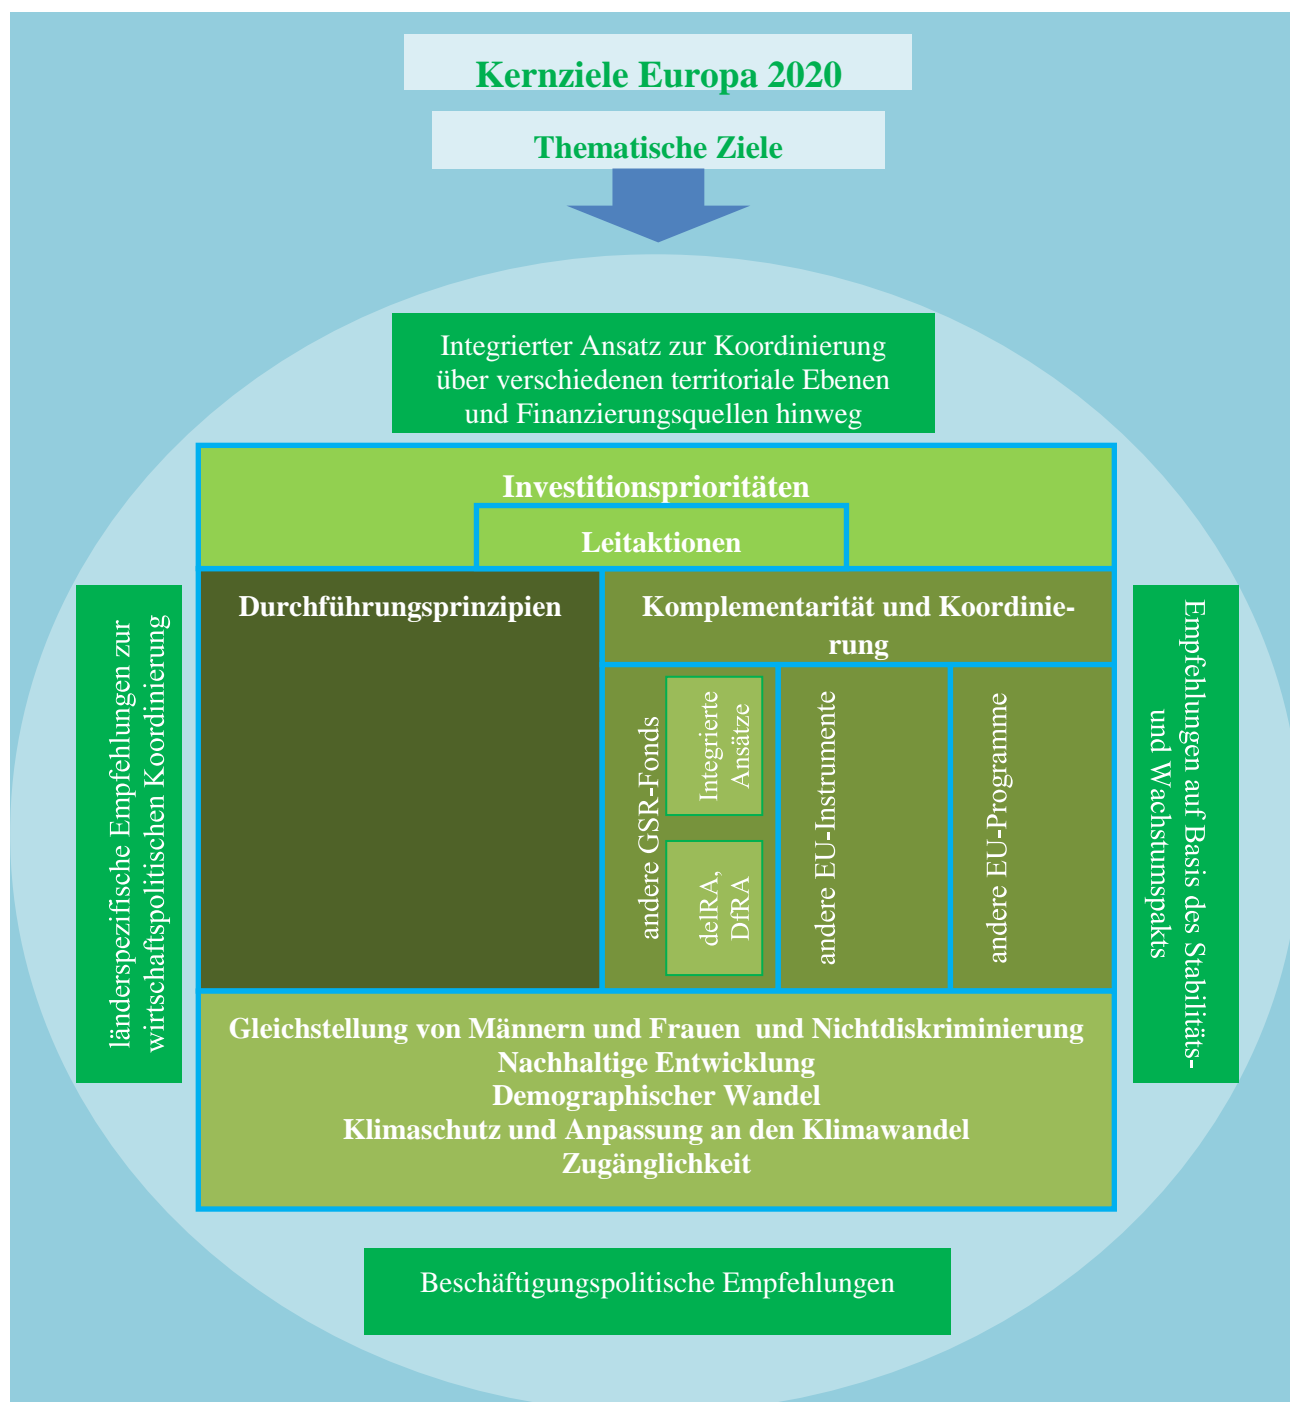 Kernziele Europa 2020
Thematische Ziele
Integrierter Ansatz zur Koordinierung
über verschiedenen territoriale Ebenen
und Finanzierungsquellen hinweg
Investitionsprioritäten
Leitaktionen
Durchführungsprinzipien
Komplementarität und Koordinie-
rung
andere GSR-Fonds
Integrierte
Ansätze
delRA,
DfRA
andere EU-Instrumente
andere EU-Programme
länderspezifische Empfehlungen zur
wirtschaftspolitischen Koordinierung
Empfehlungen auf Basis des Stabilitäts-
und Wachstumspakts
Gleichstellung von Männern und Frauen  und Nichtdiskriminierung
Nachhaltige Entwicklung
Demographischer Wandel
Klimaschutz und Anpassung an den Klimawandel
Zugänglichkeit
Beschäftigungspolitische Empfehlungen